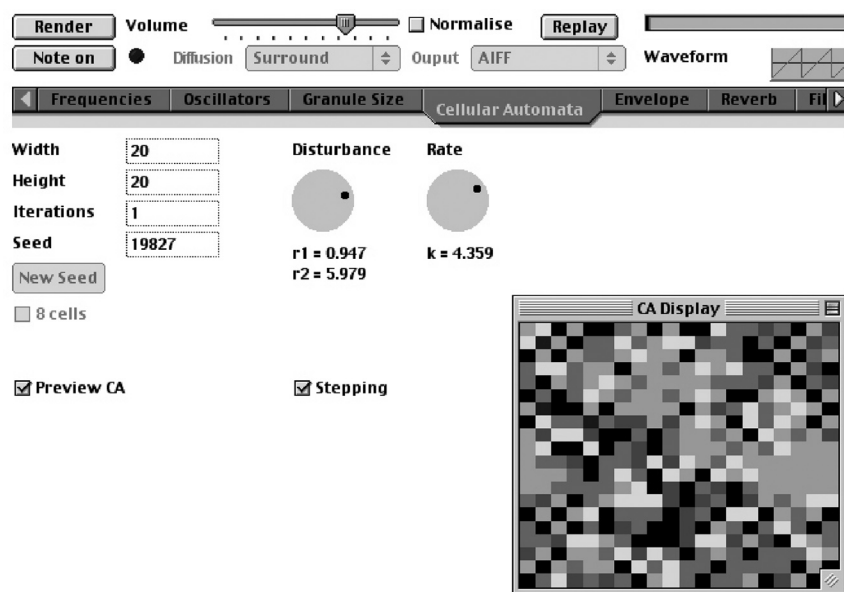 Render Volume Normalise Replay
Note on Diffusion Surround Ouput AIFF Waveform
Frequencies Oscillators Granule Size Cellular Automata Envelope Reverb Fil
Width 20 Disturbance Rate
Height 20
Iterations 1
Seed 19827 r1 = 0.947 k = 4.359
New Seed r2 = 5.979
8 cells
CA Display
Preview CA Stepping